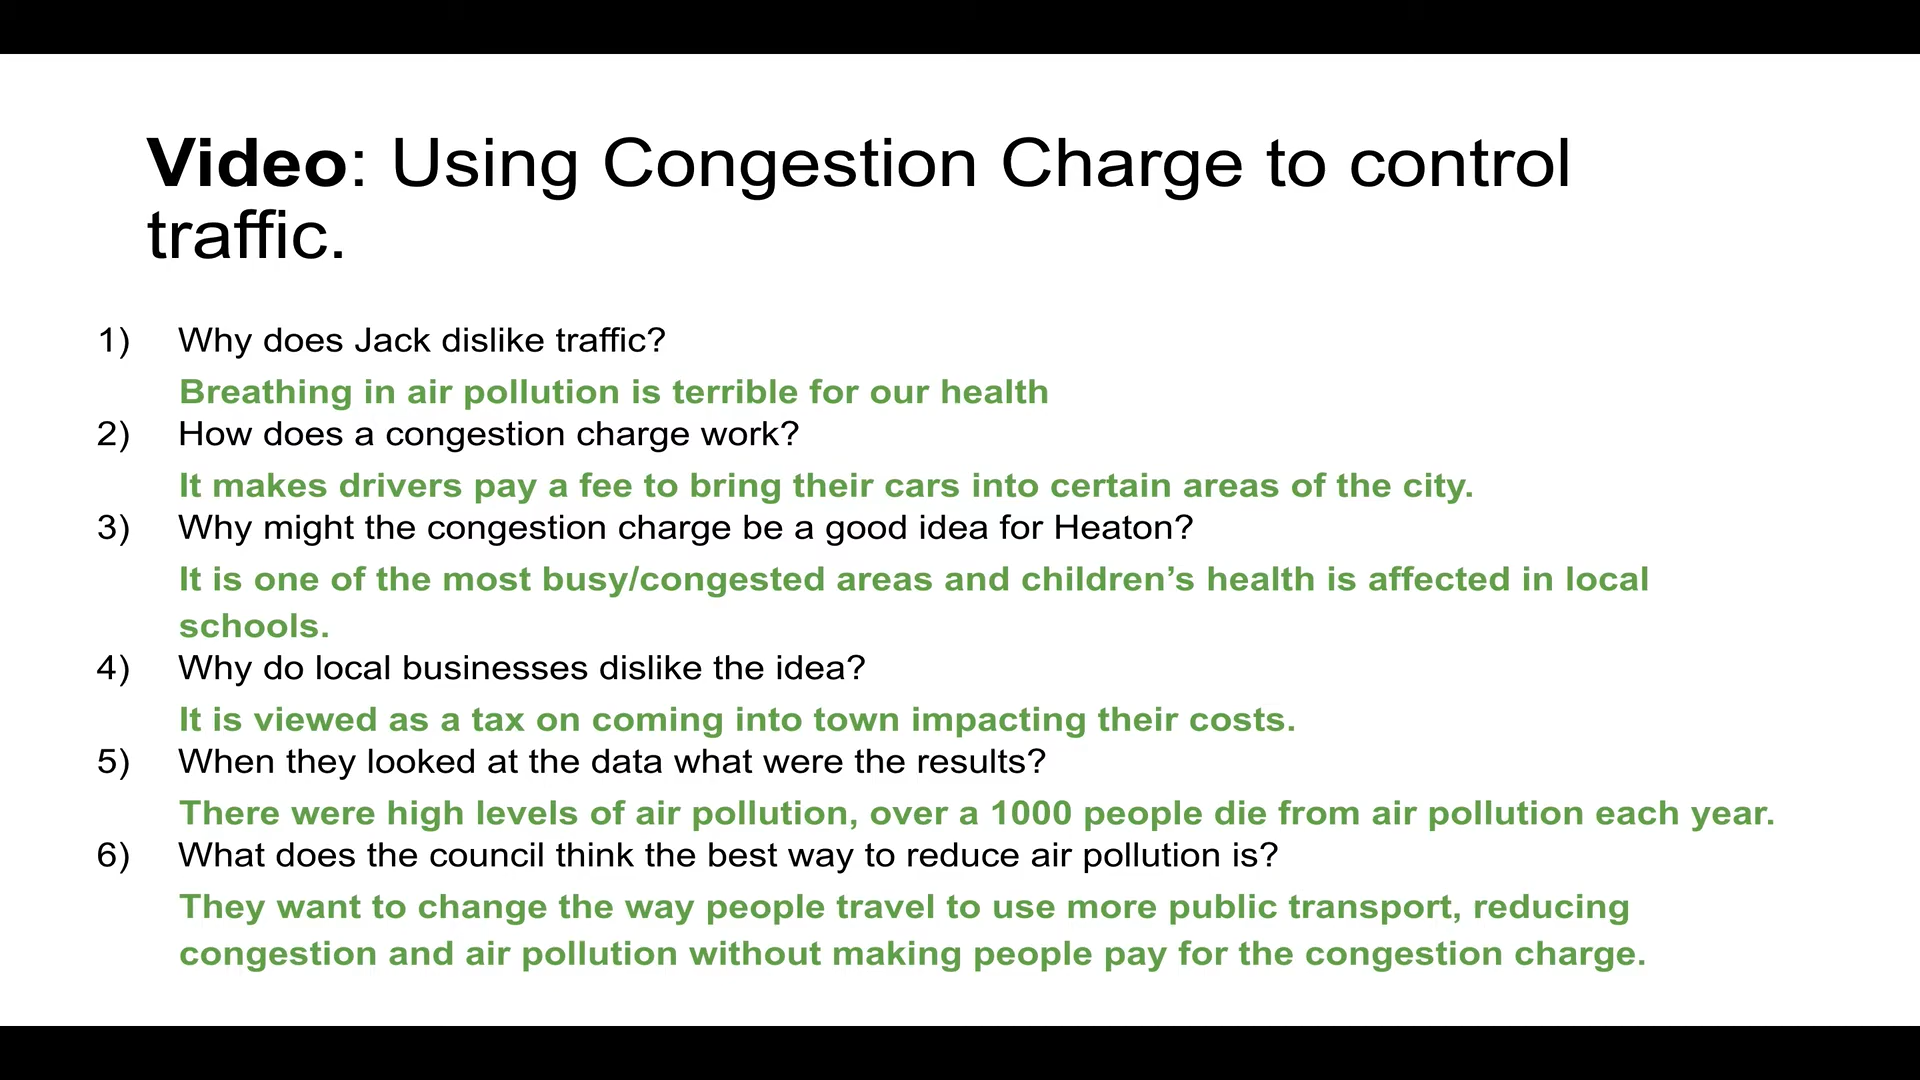 Video: Using Congestion Charge to control
traffic.
1) Why does Jack dislike traffic?
Breathing in air pollution is terrible for our health
2) How does a congestion charge work?
It makes drivers pay a fee to bring their cars into certain areas of the city.
3) Why might the congestion charge be a good idea for Heaton?
It is one of the most busy/congested areas and children’s health is affected in local
schools.
4) Why do local businesses dislike the idea?
It is viewed as a tax on coming into town impacting their costs.
5) When they looked at the data what were the results?
There were high levels of air pollution, over a 1000 people die from air pollution each year.
6) What does the council think the best way to reduce air pollution is?
They want to change the way people travel to use more public transport, reducing
congestion and air pollution without making people pay for the congestion charge.